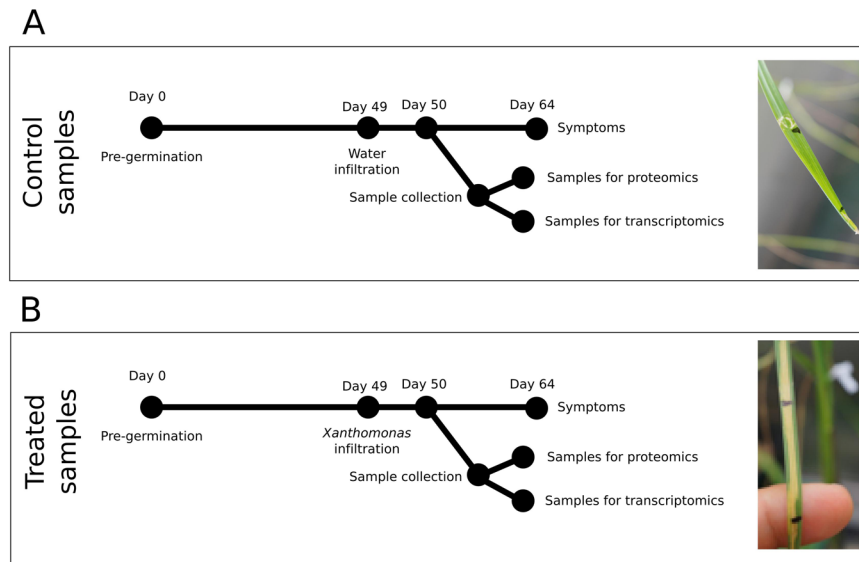 A
Control
samples
Day 0
Day 49
Day 50
Day 64
Pre-germination
Water
infiltration
Symptoms
Sample collection
Samples for proteomics
Samples for transcriptomics
B
Treated
samples
Day 0
Day 49
Day 50
Day 64
Pre-germination
Xanthomonas
infiltration
Symptoms
Sample collection
Samples for proteomics
Samples for transcriptomics